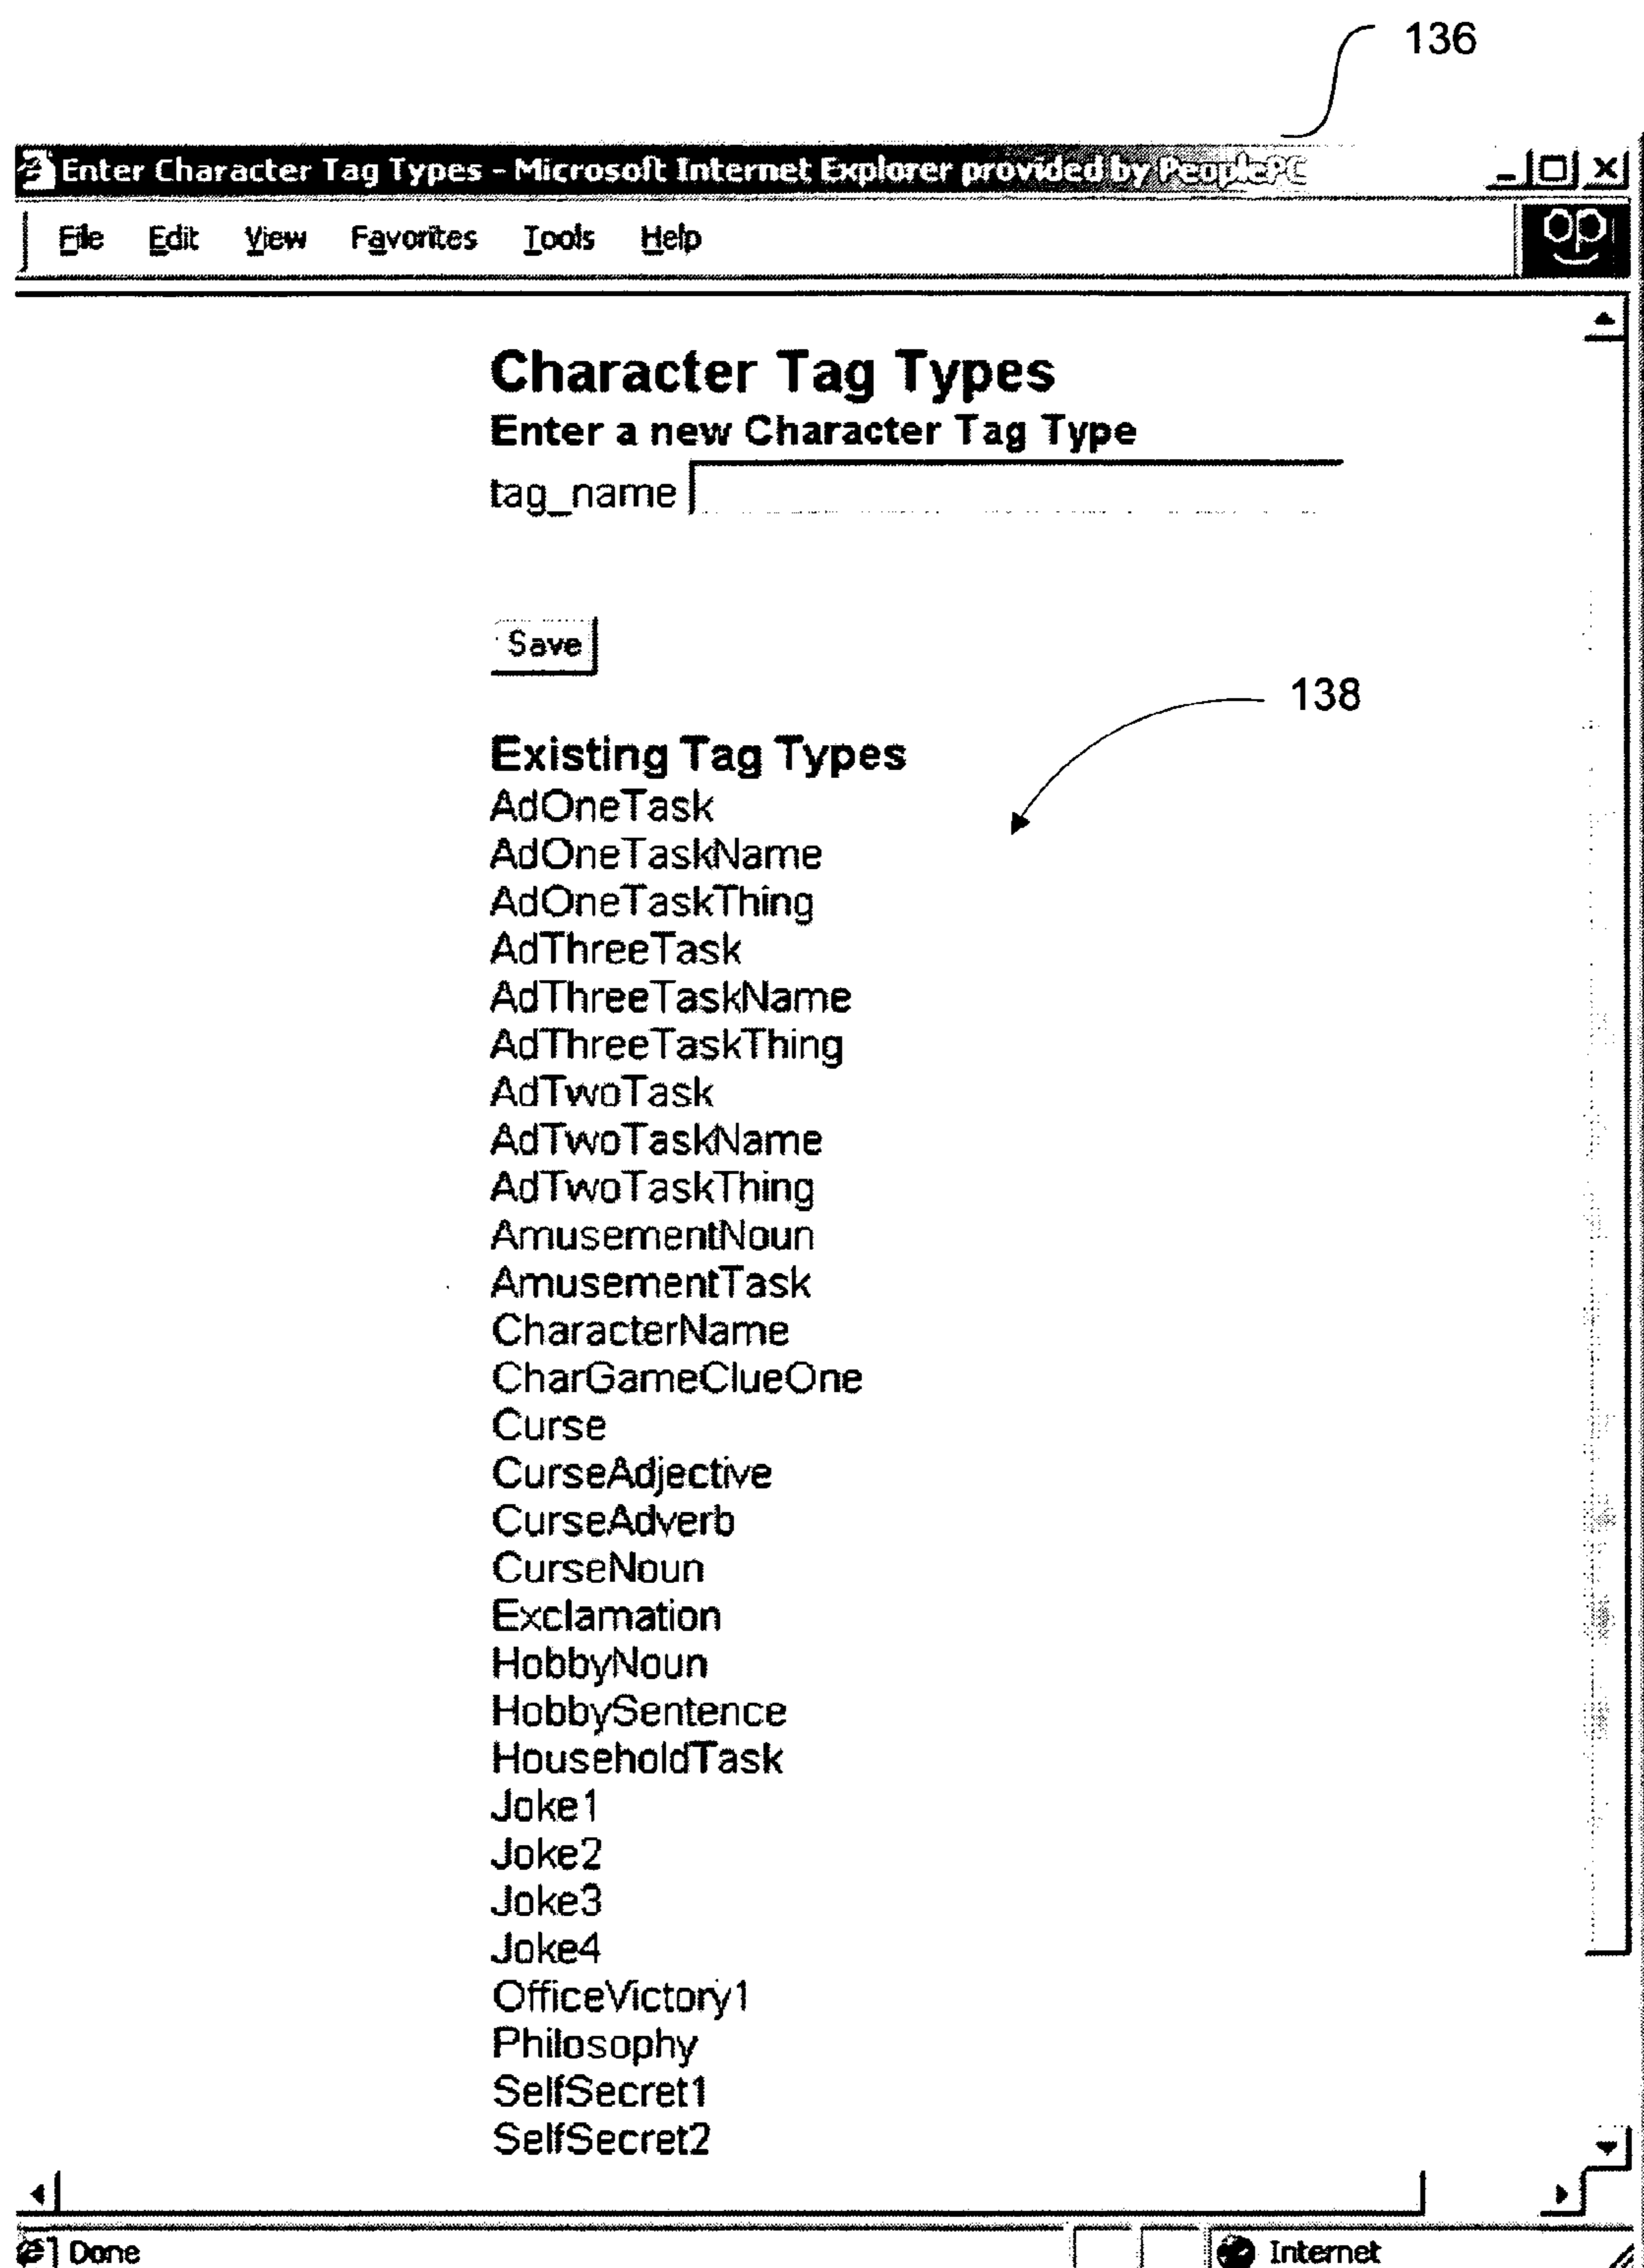 136
Enter Character Tag Types - Microsoft Internet Explorer provided by PeoplePC
File Edit View Favorites Tools Help
Character Tag Types
Enter a new Character Tag Type
tag_name
Save
138
Existing Tag Types
AdOneTask
AdOneTaskName
AdOneTaskThing
AdThreeTask
AdThreeTaskName
AdThreeTaskThing
AdTwoTask
AdTwoTaskName
AdTwoTaskThing
AmusementNoun
AmusementTask
CharacterName
CharGameClueOne
Curse
CurseAdjective
CurseAdverb
CurseNoun
Exclamation
HobbyNoun
HobbySentence
HouseholdTask
Joke1
Joke2
Joke3
Joke4
OfficeVictory1
Philosophy
SelfSecret1
SelfSecret2
Done Internet